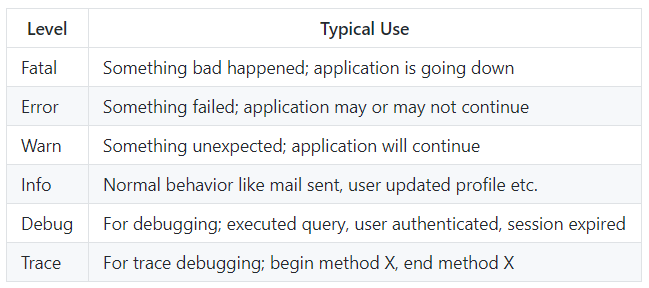 Level Typical Use
Fatal Something bad happened; application is going down
Error Something failed; application may or may not continue
Warn Something unexpected; application will continue
Info Normal behavior like mail sent, user updated profile etc.
Debug For debugging; executed query, user authenticated, session expired
Trace For trace debugging; begin method X, end method X